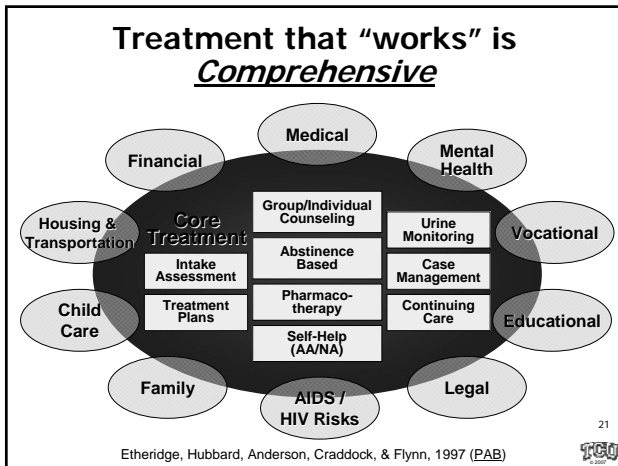 Treatment that “works” is
Comprehensive
Medical
Financial
Mental
Health
Housing &
Transportation
Vocational
Child
Care
Educational
Family
AIDS /
HIV Risks
Legal
Core
Treatment
Intake
Assessment
Treatment
Plans
Group/Individual
Counseling
Abstinence
Based
Pharmaco-
therapy
Self-Help
(AA/NA)
Urine
Monitoring
Case
Management
Continuing
Care
21
Etheridge, Hubbard, Anderson, Craddock, & Flynn, 1997 (PAB)
TCU
© 2007